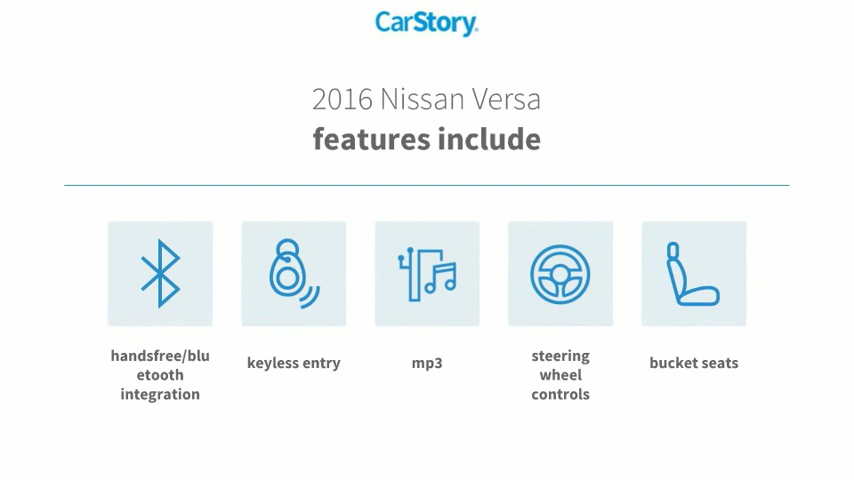 CarStory.
2016 Nissan Versa
features include
handsfree/blu
etooth
integration
keyless entry
mp3
steering
wheel
controls
bucket seats